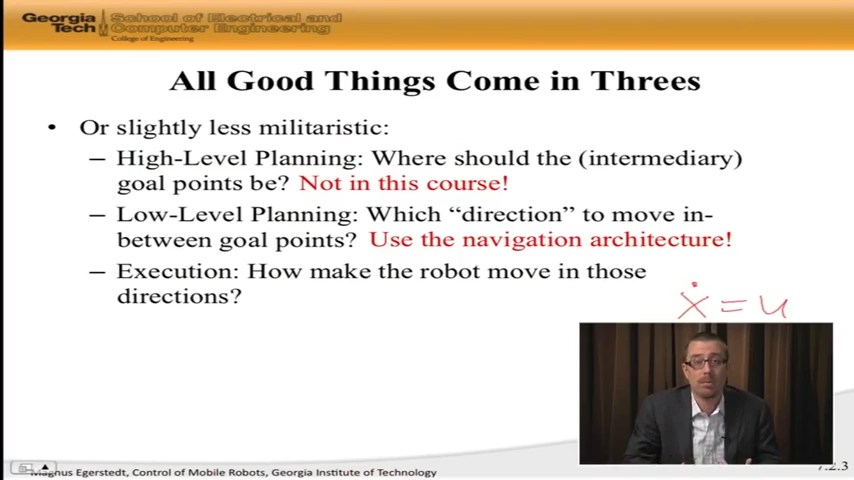 Georgia Tech
School of Electrical and Computer Engineering
College of Engineering
All Good Things Come in Threes
• Or slightly less militaristic:
– High-Level Planning: Where should the (intermediary)
goal points be? Not in this course!
– Low-Level Planning: Which “direction” to move in-
between goal points? Use the navigation architecture!
– Execution: How make the robot move in those
directions?
ẋ = u
Magnus Egerstedt, Control of Mobile Robots, Georgia Institute of Technology
7.2.3